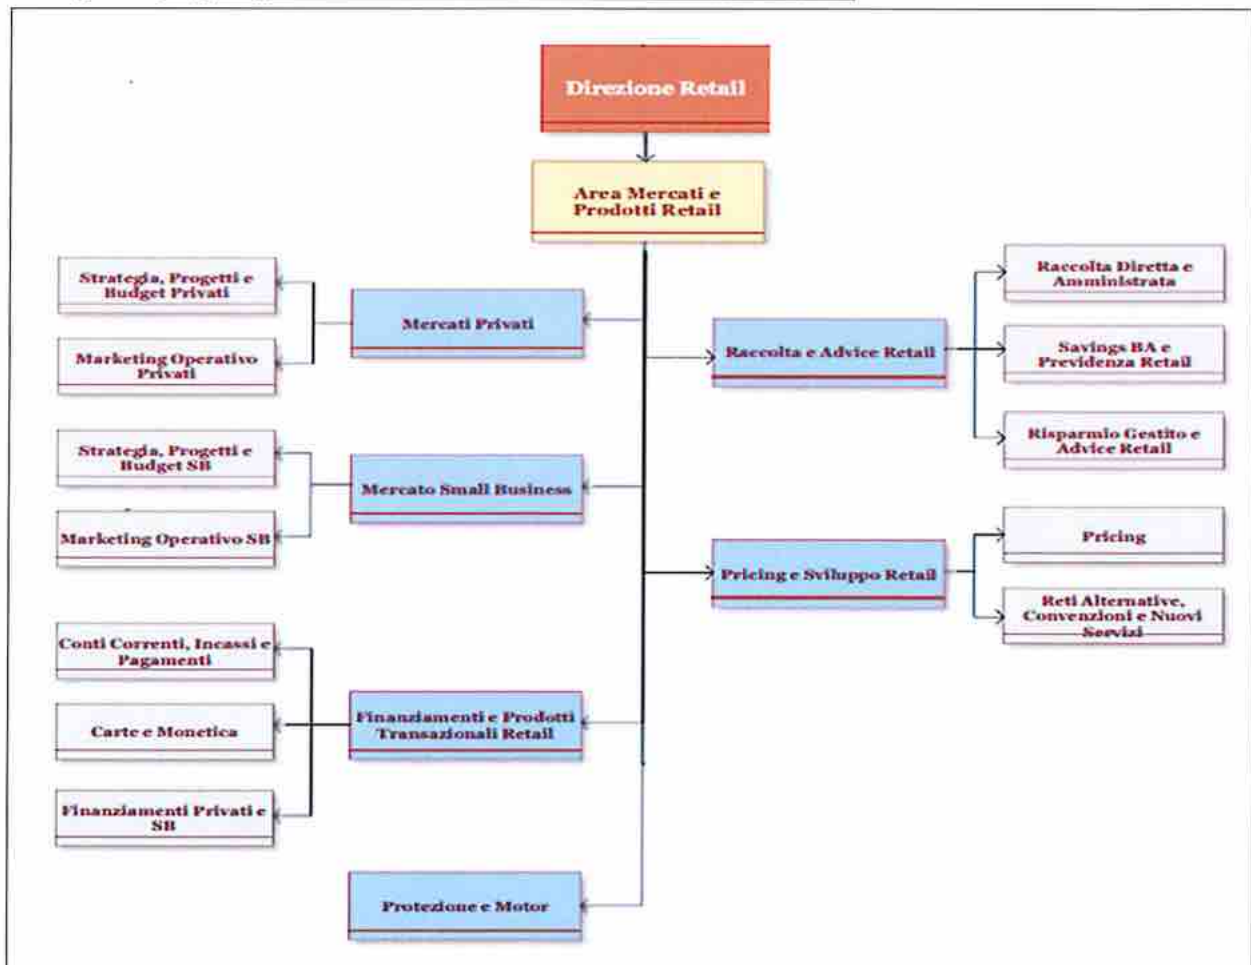 Direzione Retail
Area Mercati e
Prodotti Retail
Strategia, Progetti e
Budget Privati
Mercati Privati
Marketing Operativo
Privati
Strategia, Progetti e
Budget SB
Mercato Small Business
Marketing Operativo SB
Conti Correnti, Incassi e
Pagamenti
Carte e Monetica
Finanziamenti e Prodotti
Transazionali Retail
Finanziamenti Privati e
SB
Protezione e Motor
Raccolta e Advice Retail
Raccolta Diretta e
Amministrata
Savings BA e
Previdenza Retail
Risparmio Gestito e
Advice Retail
Pricing e Sviluppo Retail
Pricing
Reti Alternative,
Convenzioni e Nuovi
Servizi